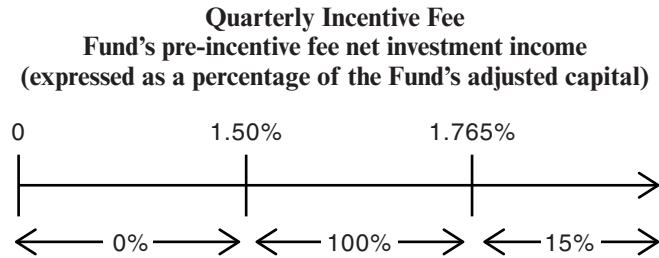 Quarterly Incentive Fee
Fund's pre-incentive fee net investment income
(expressed as a percentage of the Fund's adjusted capital)
0 1.50% 1.765%
0% 100% 15%